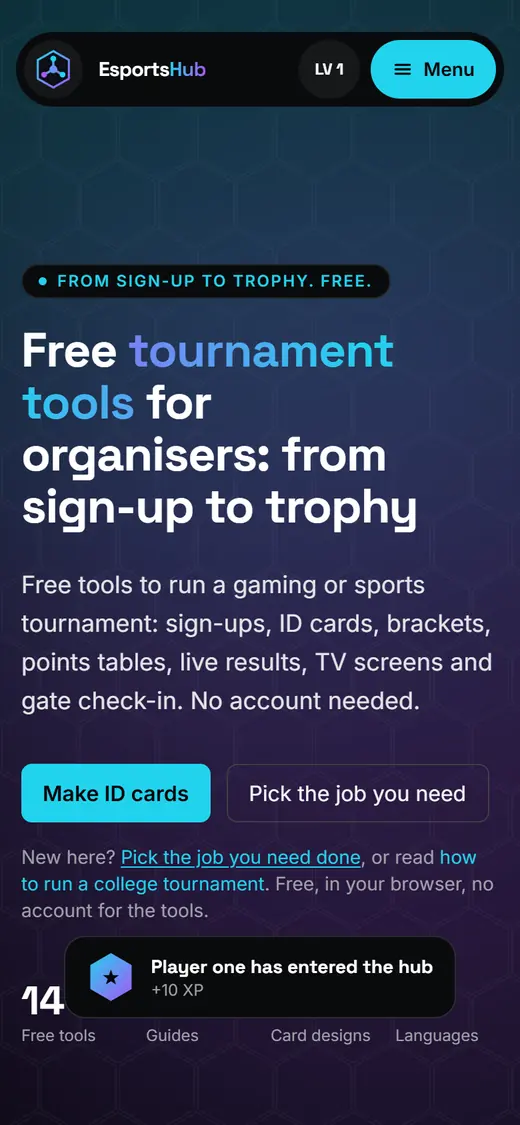 EsportsHub
LV 1
Menu
FROM SIGN-UP TO TROPHY. FREE.
Free tournament
tools for
organisers: from
sign-up to trophy
Free tools to run a gaming or sports
tournament: sign-ups, ID cards, brackets,
points tables, live results, TV screens and
gate check-in. No account needed.
Make ID cards
Pick the job you need
New here? Pick the job you need done, or read how
to run a college tournament. Free, in your browser, no
account for the tools.
Player one has entered the hub
+10 XP
14
Free tools
Guides
Card designs
Languages